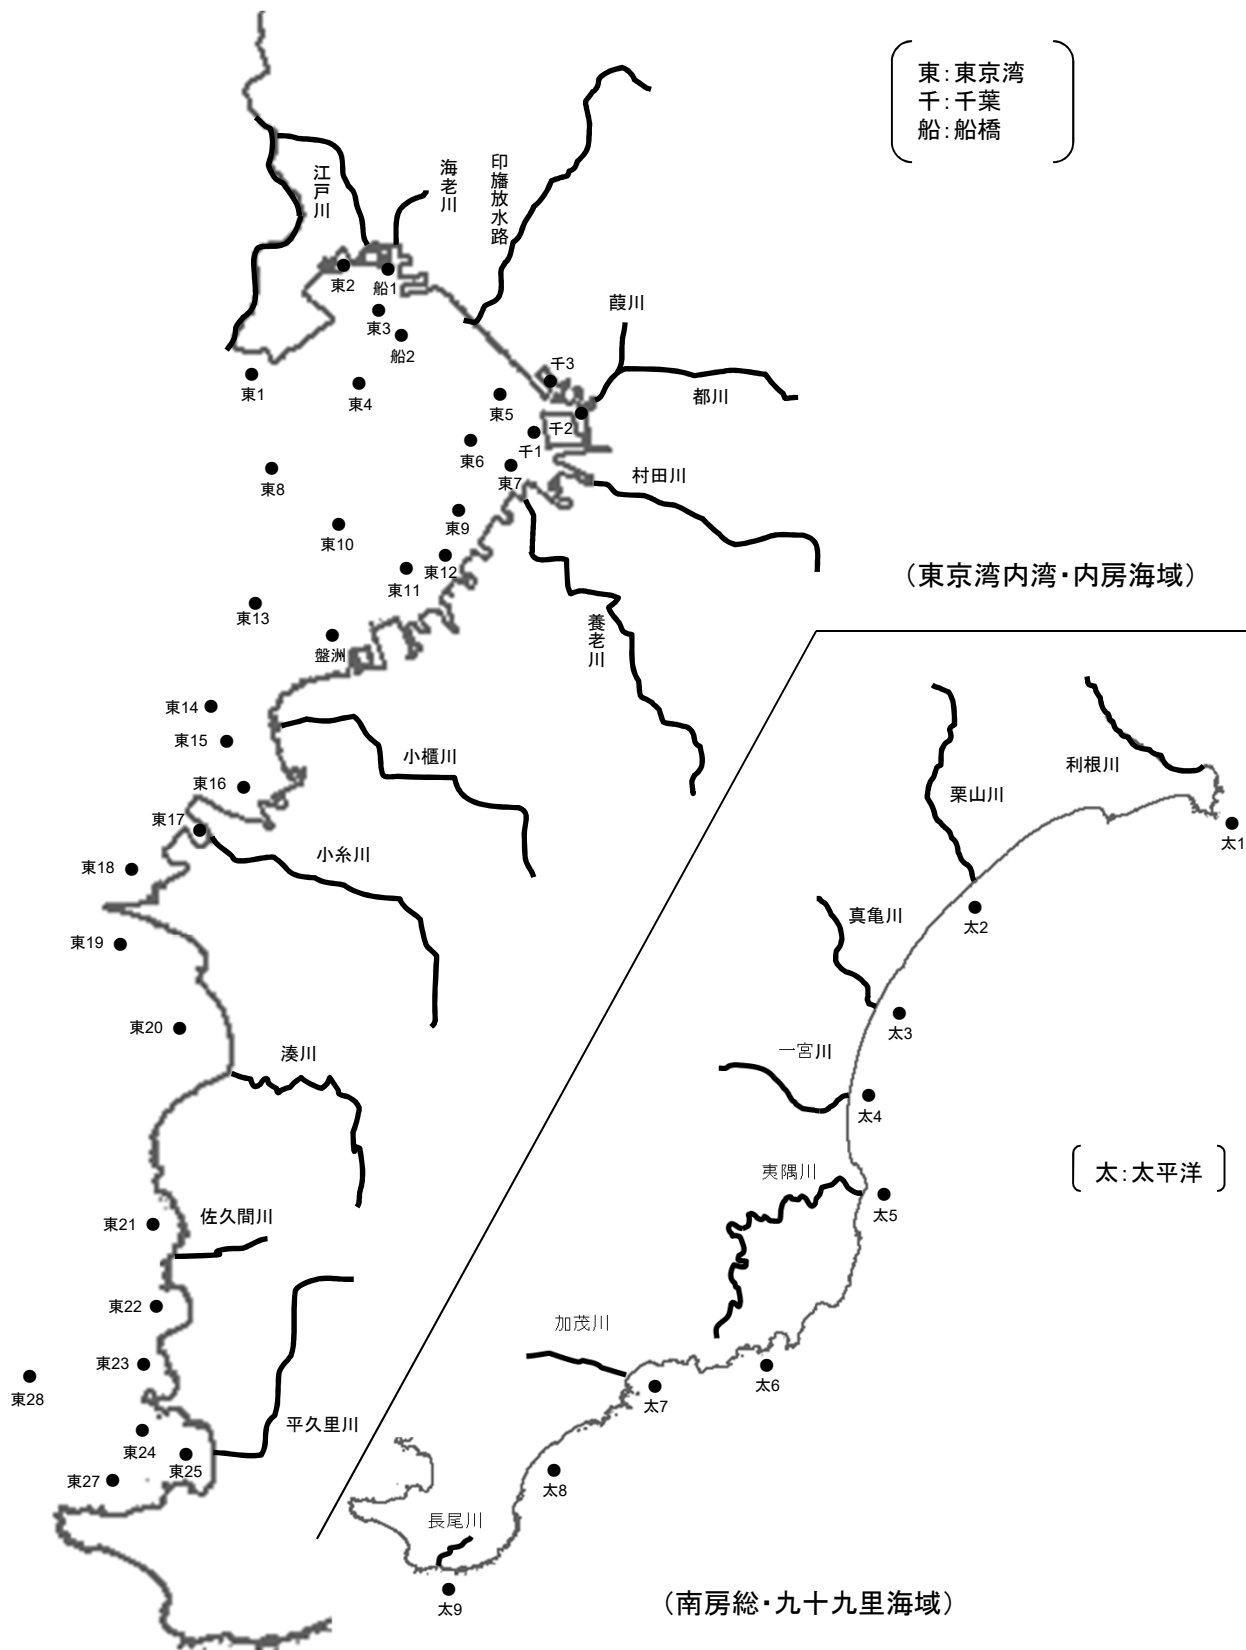 東：東京湾
千：千葉
船：船橋
江戸川
海老川
印旛放水路
東2
船1
東3
船2
葭川
千3
都川
東1
東4
東5
千2
千1
東6
東7
村田川
東8
東9
東10
東12
東11
（東京湾内湾・内房海域）
東13
養老川
盤洲
東14
東15
小櫃川
東16
東17
小糸川
東18
東19
東20
湊川
東21
佐久間川
東22
東23
東28
東24
東25
東27
平久里川
利根川
栗山川
太1
真亀川
太2
太3
一宮川
太4
太：太平洋
夷隅川
太5
加茂川
太6
太7
太8
長尾川
太9
（南房総・九十九里海域）